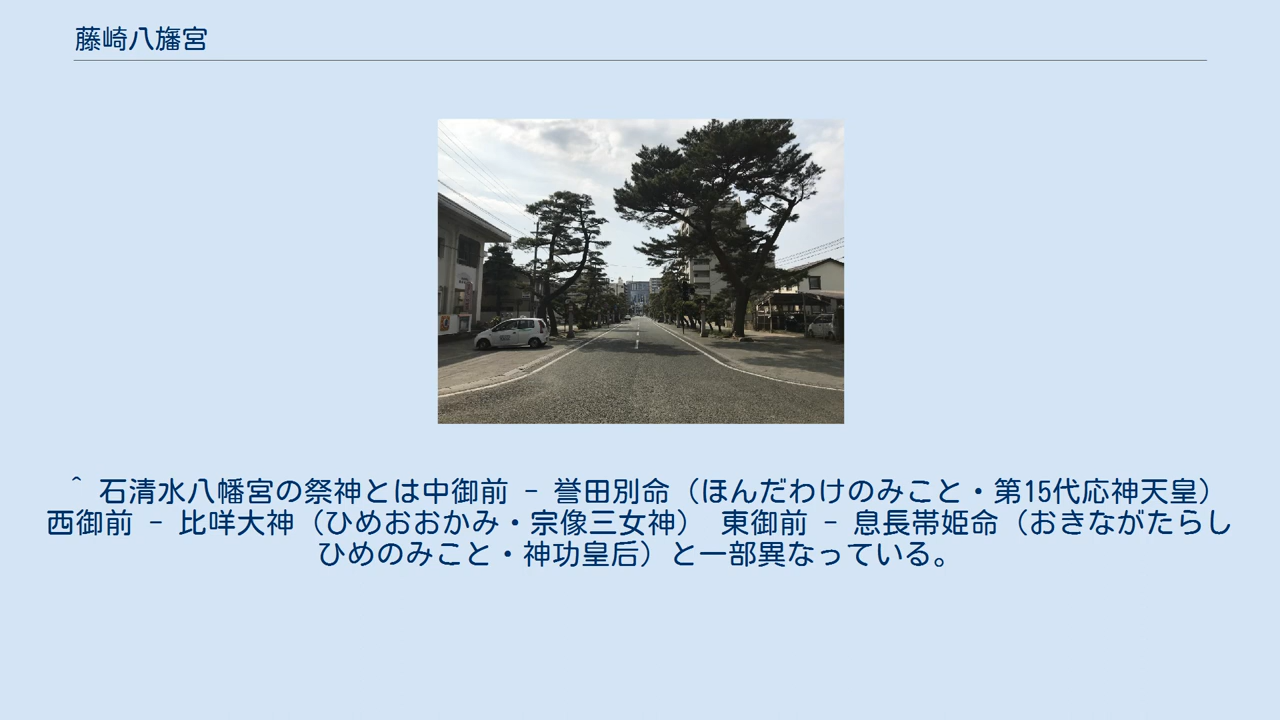 藤崎八旛宮
^ 石清水八幡宮の祭神とは中御前 - 誉田別命（ほんだわけのみこと・第15代応神天皇）
西御前 - 比咩大神（ひめおおかみ・宗像三女神） 東御前 - 息長帯姫命（おきながたらし
ひめのみこと・神功皇后）と一部異なっている。